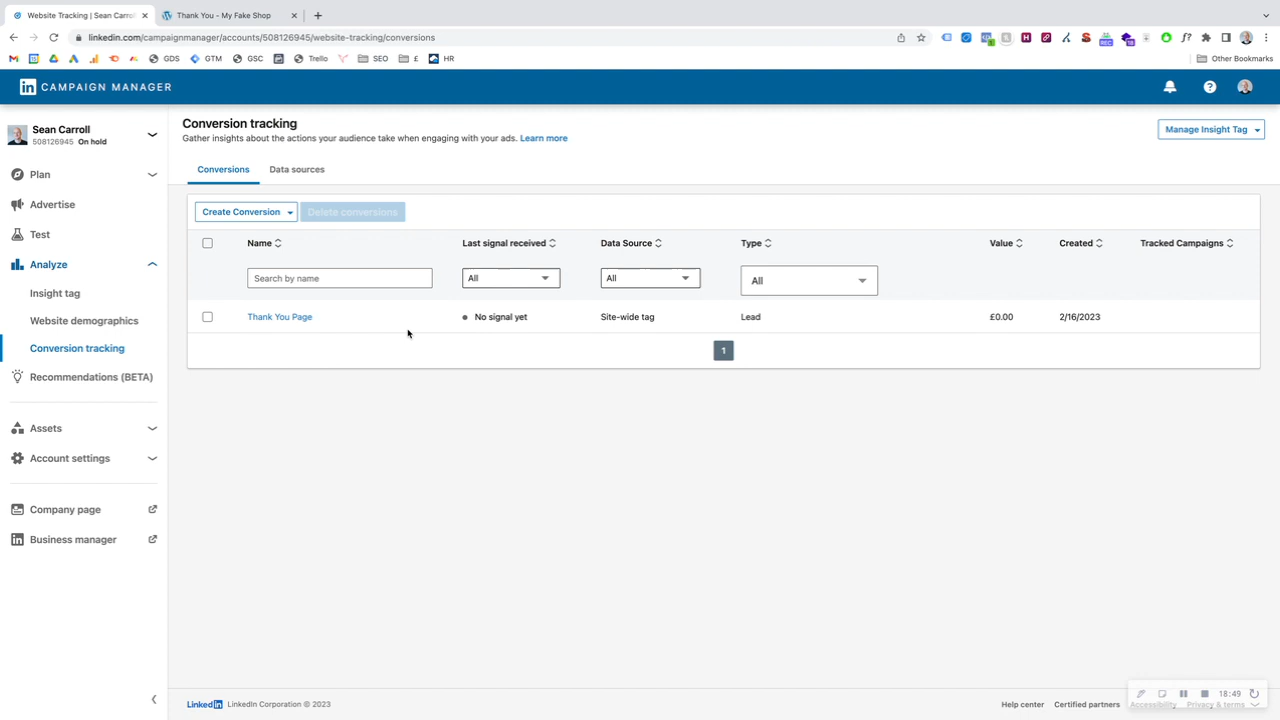 Website Tracking | Sean Carrol
Thank You - My Fake Shop
linkedin.com/campaignmanager/accounts/508126945/website-tracking/conversions
GDS
GTM
GSC
Trello
SEO
£
HR
Other Bookmarks
in CAMPAIGN MANAGER
Sean Carroll
508126945 On hold
Plan
Advertise
Test
Analyze
Insight tag
Website demographics
Conversion tracking
Recommendations (BETA)
Assets
Account settings
Company page
Business manager
Conversion tracking
Gather insights about the actions your audience take when engaging with your ads. Learn more
Manage Insight Tag
Conversions Data sources
Create Conversion Delete conversions
Name Last signal received Data Source Type Value Created Tracked Campaigns
Search by name All All All
Thank You Page No signal yet Site-wide tag Lead £0.00 2/16/2023
1
LinkedIn LinkedIn Corporation © 2023
Help center Certified partners Accessibility Privacy & terms
18:49